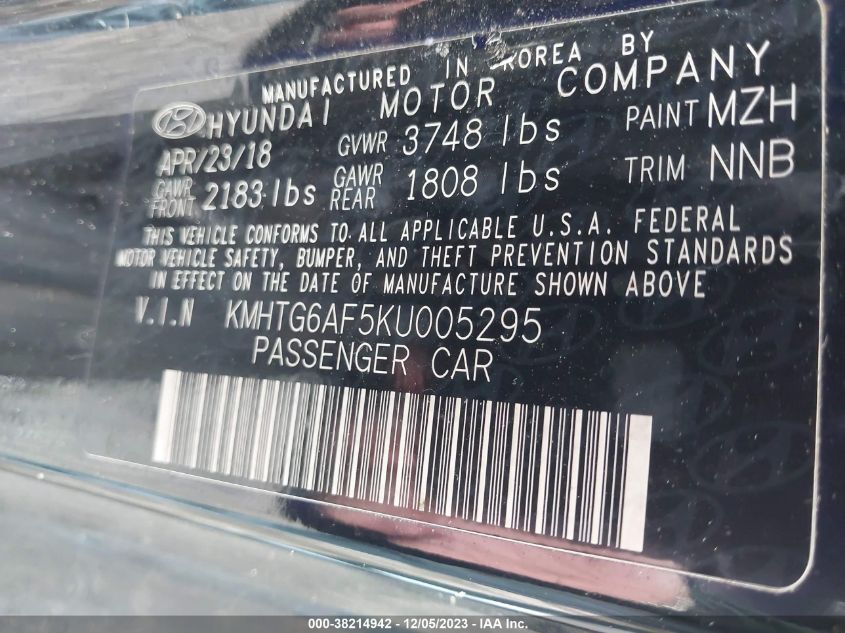 MANUFACTURED IN KOREA BY
HYUNDAI MOTOR COMPANY
APR/23/18 GVWR 3748 lbs PAINT MZH
GAWR FRONT 2183 lbs GAWR REAR 1808 lbs TRIM NNB
THIS VEHICLE CONFORMS TO ALL APPLICABLE U.S.A. FEDERAL
MOTOR VEHICLE SAFETY, BUMPER, AND THEFT PREVENTION STANDARDS
IN EFFECT ON THE DATE OF MANUFACTURE SHOWN ABOVE
V.I.N KMHTG6AF5KU005295
PASSENGER CAR
000-38214942 - 12/05/2023 - IAA Inc.